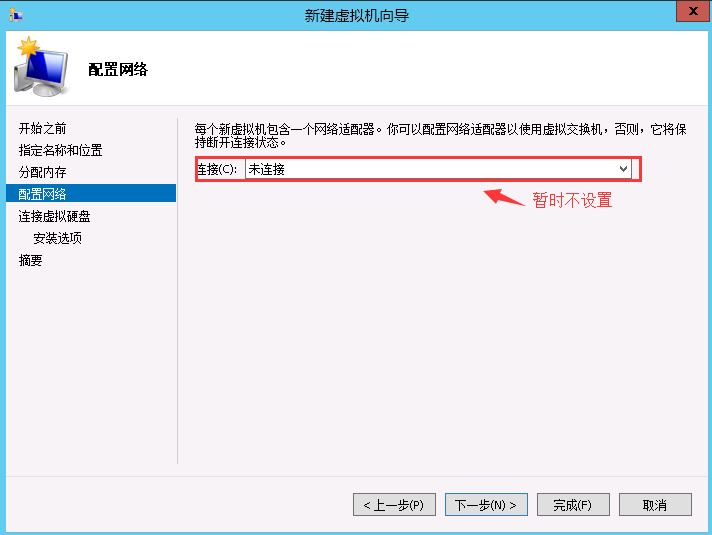 新建虚拟机向导
x
配置网络
开始之前
指定名称和位置
分配内存
配置网络
连接虚拟硬盘
安装选项
摘要
每个新虚拟机包含一个网络适配器。你可以配置网络适配器以使用虚拟交换机，否则，它将保
持断开连接状态。
连接(C): 未连接
暂时不设置
< 上一步(P) 下一步(N) > 完成(F) 取消